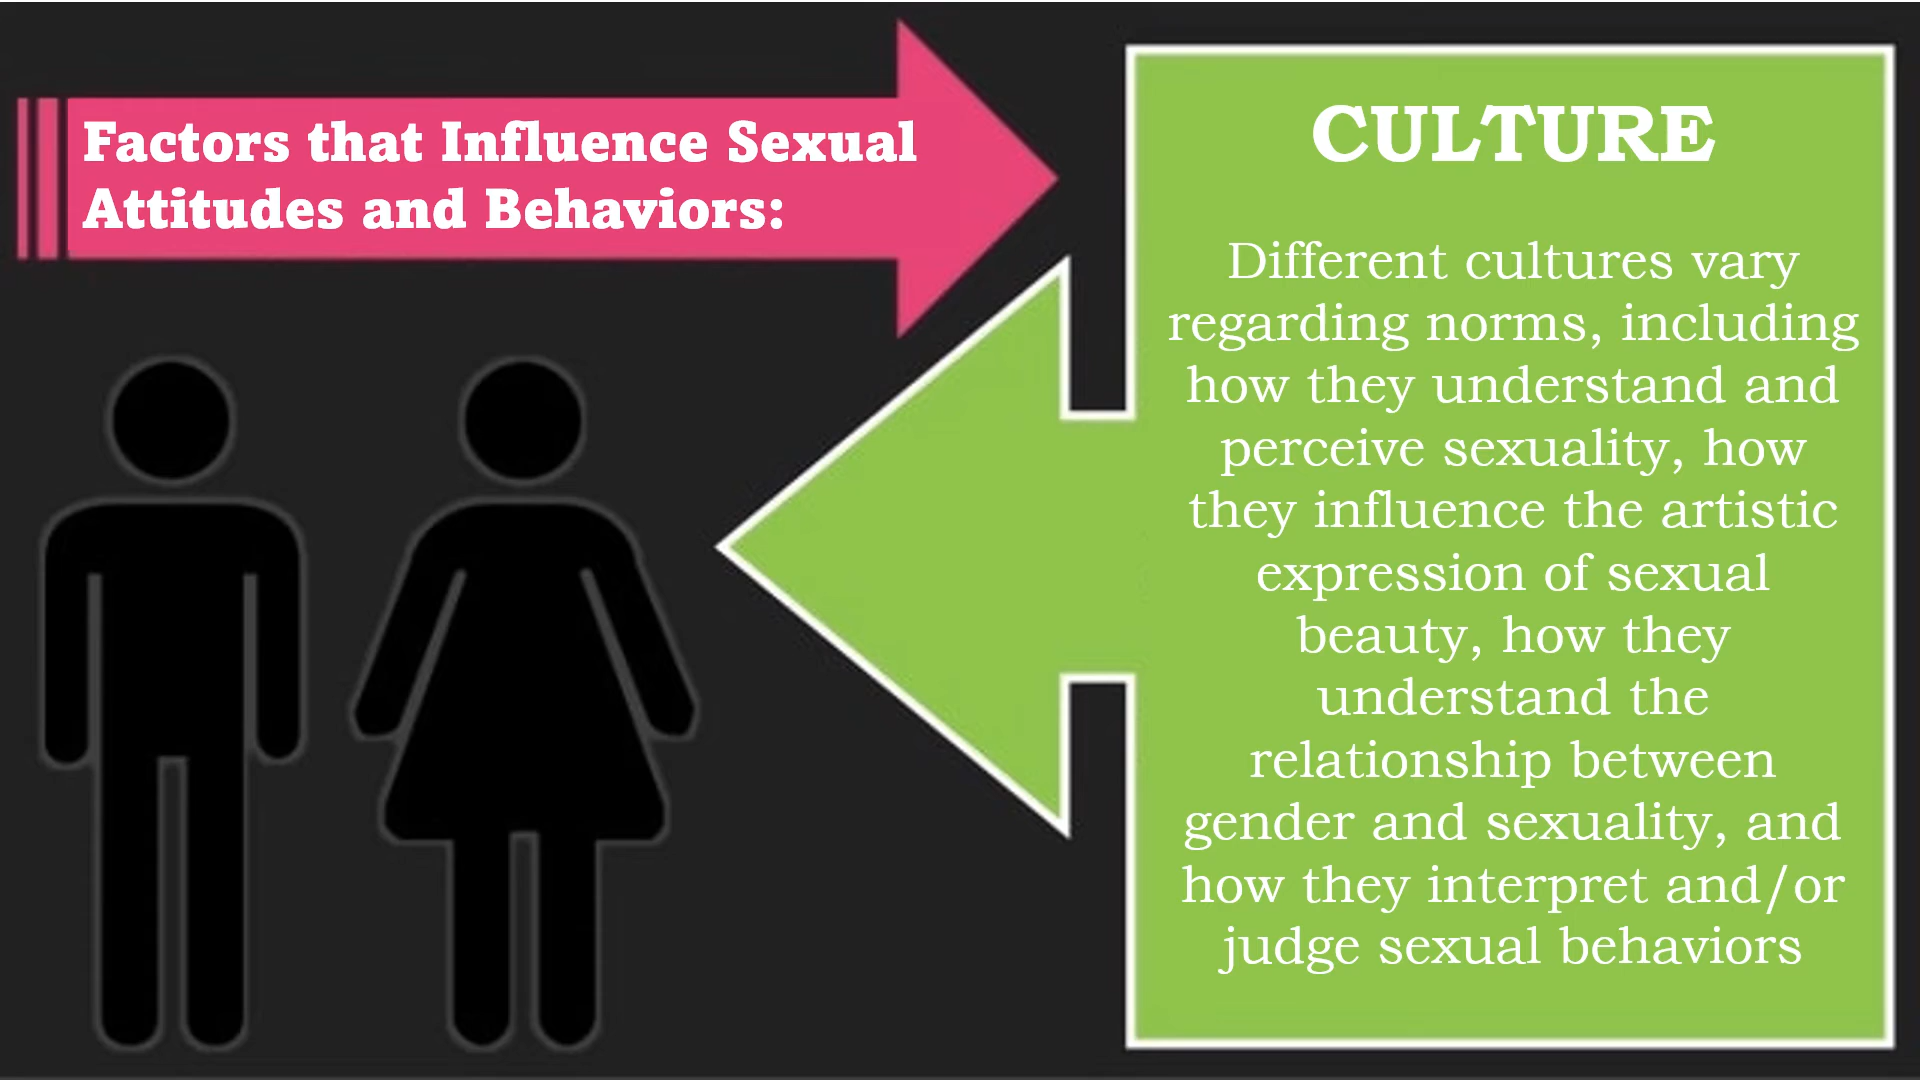 Factors that Influence Sexual
Attitudes and Behaviors:
CULTURE
Different cultures vary
regarding norms, including
how they understand and
perceive sexuality, how
they influence the artistic
expression of sexual
beauty, how they
understand the
relationship between
gender and sexuality, and
how they interpret and/or
judge sexual behaviors